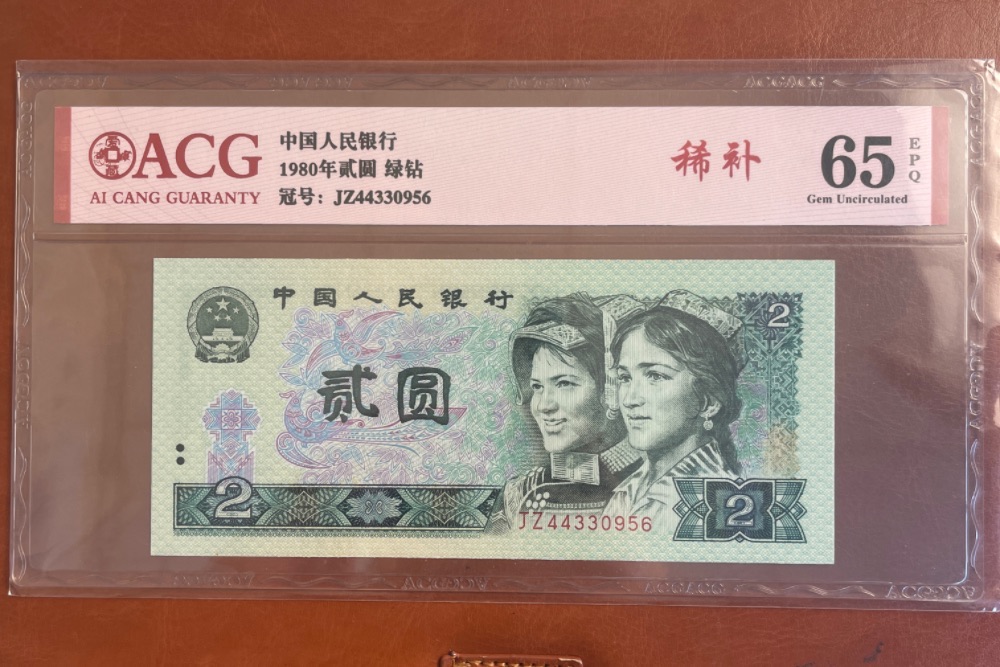 ACGACG
ACG
AI CANG GUARANTY
中国人民银行
1980年贰圆 绿钻
冠号: JZ44330956
稀补
65
EPQ
Gem Uncirculated
中国人民银行
2
贰圆
2
JZ44330956
2